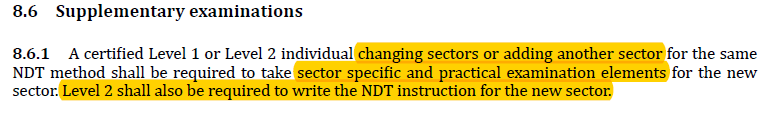 8.6 Supplementary examinations
8.6.1 A certified Level 1 or Level 2 individual changing sectors or adding another sector for the same
NDT method shall be required to take sector specific and practical examination elements for the new
sector. Level 2 shall also be required to write the NDT instruction for the new sector.